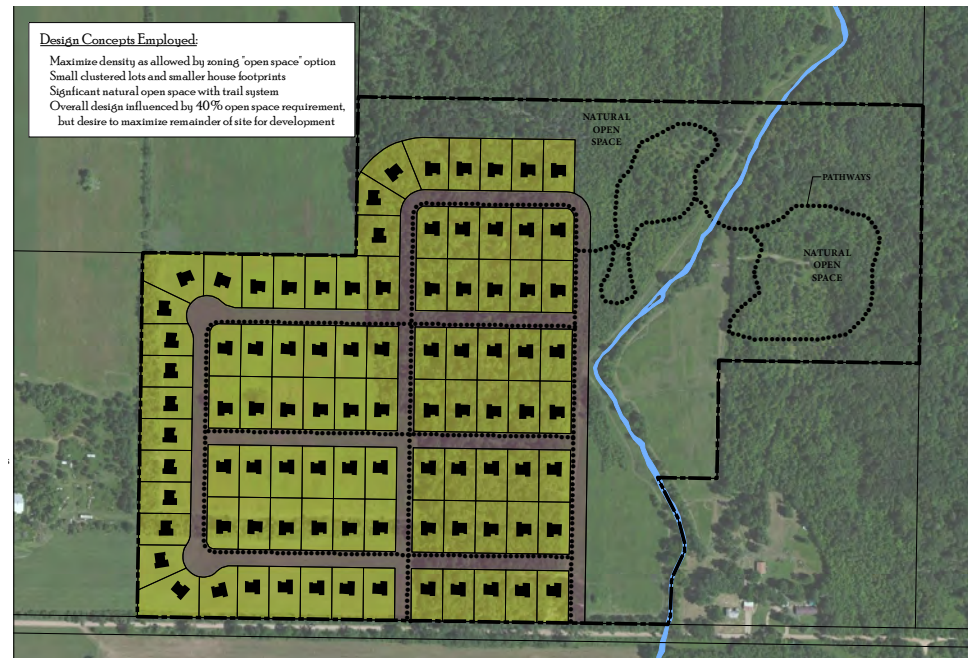 Design Concepts Employed:
Maximize density as allowed by zoning "open space" option
Small clustered lots and smaller house footprints
Signficant natural open space with trail system
Overall design influenced by 40% open space requirement,
but desire to maximize remainder of site for development
NATURAL
OPEN
SPACE
PATHWAYS
NATURAL
OPEN
SPACE